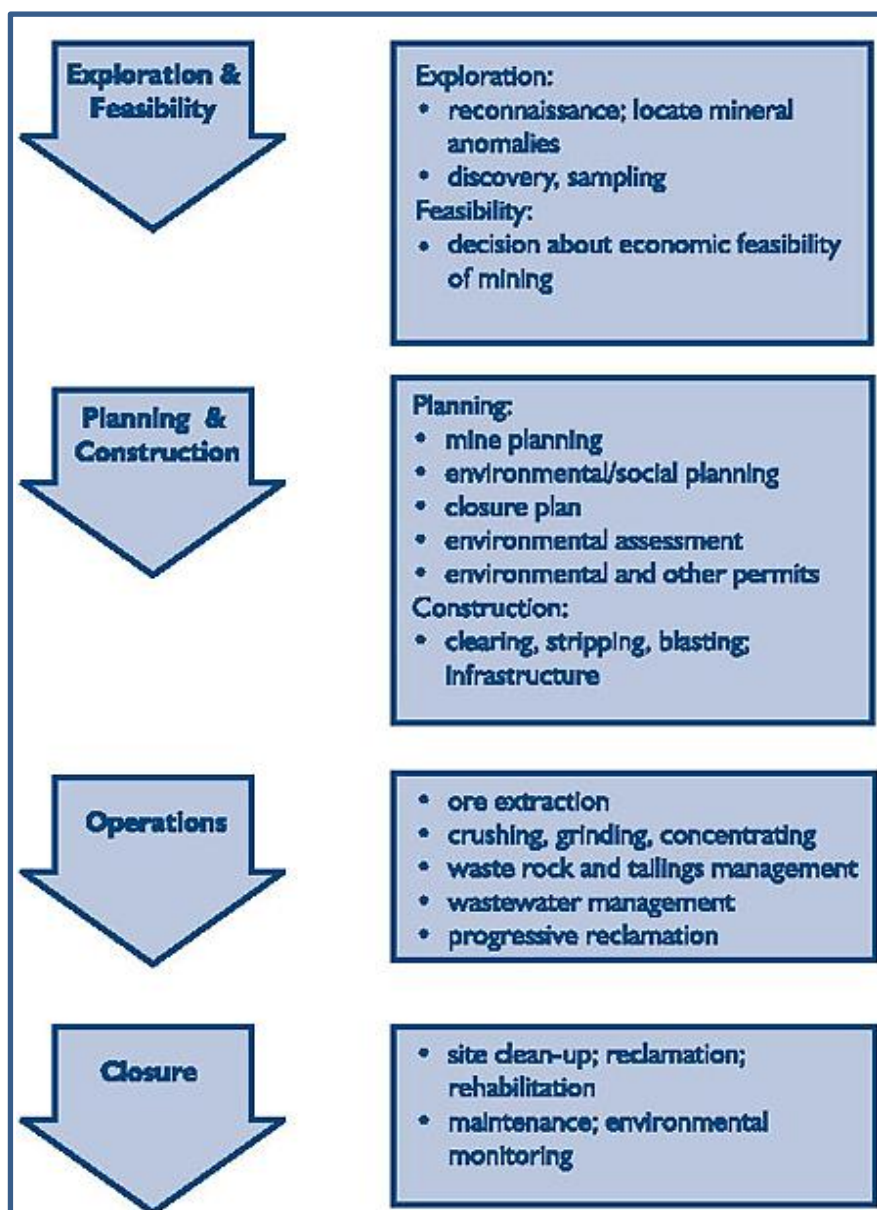 Exploration &
Feasibility
Exploration:
• reconnaissance; locate mineral
anomalies
• discovery, sampling
Feasibility:
• decision about economic feasibility
of mining
Planning &
Construction
Planning:
• mine planning
• environmental/social planning
• closure plan
• environmental assessment
• environmental and other permits
Construction:
• clearing, stripping, blasting;
infrastructure
Operations
• ore extraction
• crushing, grinding, concentrating
• waste rock and tailings management
• wastewater management
• progressive reclamation
Closure
• site clean-up; reclamation;
rehabilitation
• maintenance; environmental
monitoring